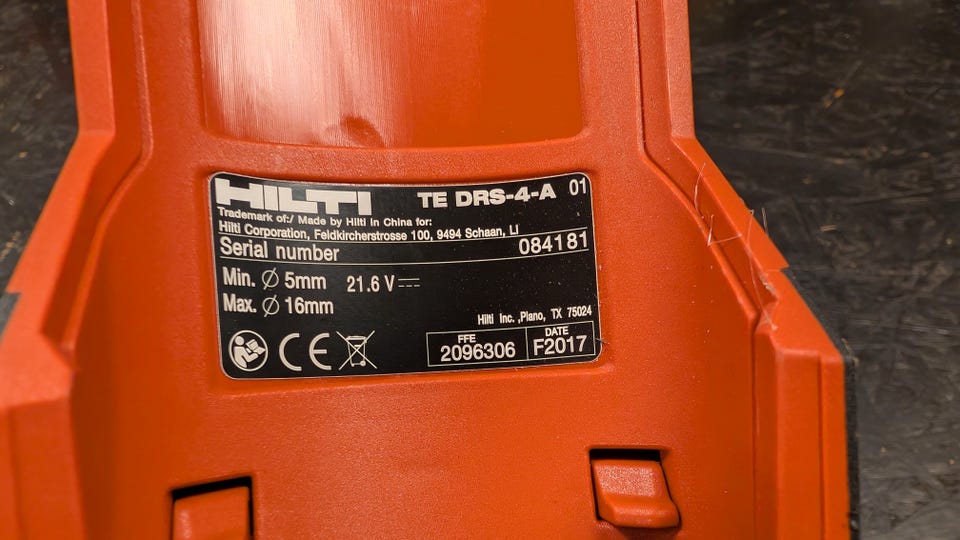 HILTI TE DRS-4-A 01
Trademark of:/ Made by Hilti in China for:
Hilti Corporation, Feldkircherstrosse 100, 9494 Schaan, LI
Serial number 084181
Min. Ø 5mm 21.6 V
Max. Ø 16mm
Hilti Inc. ,Plano, TX 75024
FFE DATE
2096306 F2017
CE